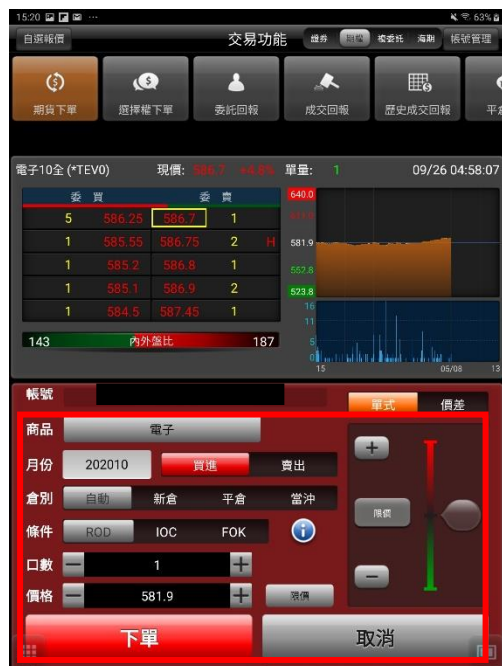 15:20 63%
自選報價 交易功能 證券 期權 複委託 海期 帳號管理
期貨下單 選擇權下單 委託回報 成交回報 歷史成交回報 平倉
電子10全 (*TEV0) 現價: 586.7 +4.8% 單量: 1 09/26 04:58:07
委 買 委 賣
5 586.25 586.7 1
1 585.55 586.75 2 H
1 585.2 586.8 1
1 585.1 586.9 2
1 584.5 587.45 1
640.0
581.9
552.8
523.8
16
11
5
0
15 05/08 13
143 內外盤比 187
帳號 單式 價差
商品 電子
月份 202010 買進 賣出
倉別 自動 新倉 平倉 當沖
條件 ROD IOC FOK
口數 1
價格 581.9 限價
+
限價
−
下單 取消